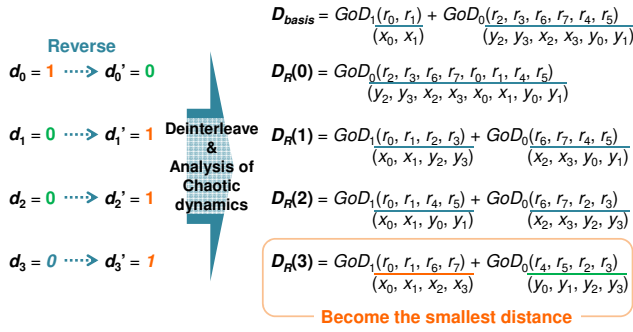 Reverse
d0 = 1 d0' = 0
d1 = 0 d1' = 1
d2 = 0 d2' = 1
d3 = 0 d3' = 1
Deinterleave
&
Analysis of
Chaotic
dynamics
Dbasis = GoD1(r0, r1) + GoD0(r2, r3, r6, r7, r4, r5)
(x0, x1) (y2, y3, x2, x3, y0, y1)
DR(0) = GoD0(r2, r3, r6, r7, r0, r1, r4, r5)
(y2, y3, x2, x3, x0, x1, y0, y1)
DR(1) = GoD1(r0, r1, r2, r3) + GoD0(r6, r7, r4, r5)
(x0, x1, y2, y3) (x2, x3, y0, y1)
DR(2) = GoD1(r0, r1, r4, r5) + GoD0(r6, r7, r2, r3)
(x0, x1, y0, y1) (x2, x3, y2, y3)
DR(3) = GoD1(r0, r1, r6, r7) + GoD0(r4, r5, r2, r3)
(x0, x1, x2, x3) (y0, y1, y2, y3)
Become the smallest distance